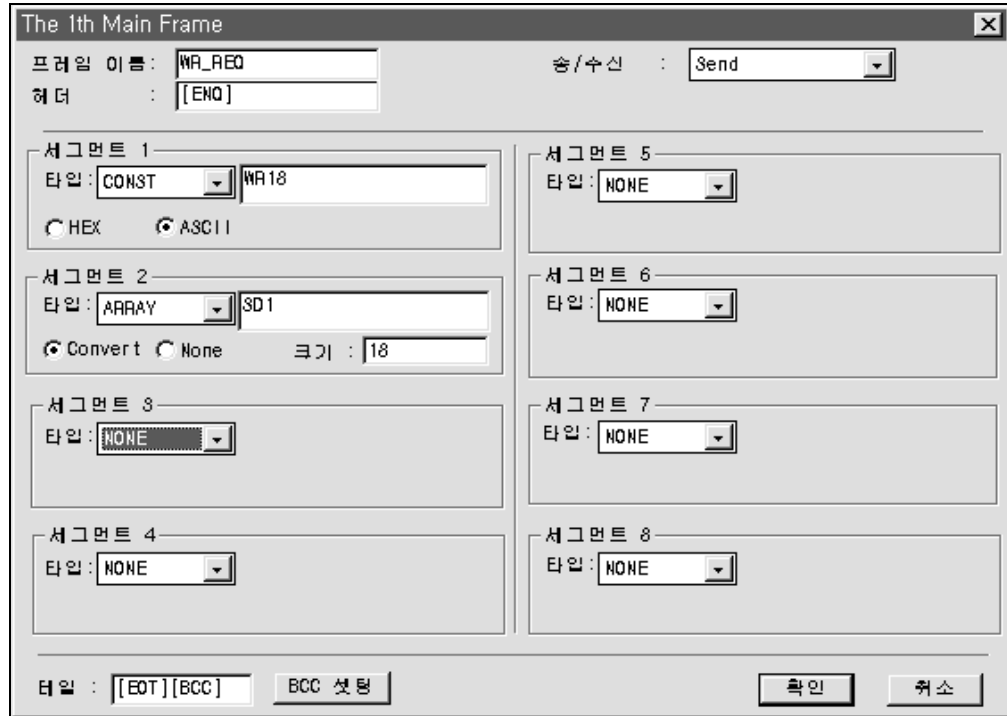 The 1th Main Frame
프레임 이름: WR_REQ
송/수신 : Send
헤더 : [ENQ]
세그먼트 1
타입: CONST WR18
HEX ASCII
세그먼트 2
타입: ARRAY SD1
Convert None 크기 : 18
세그먼트 3
타입: NONE
세그먼트 4
타입: NONE
세그먼트 5
타입: NONE
세그먼트 6
타입: NONE
세그먼트 7
타입: NONE
세그먼트 8
타입: NONE
테일 : [EOT][BCC] BCC 셋팅 확인 취소